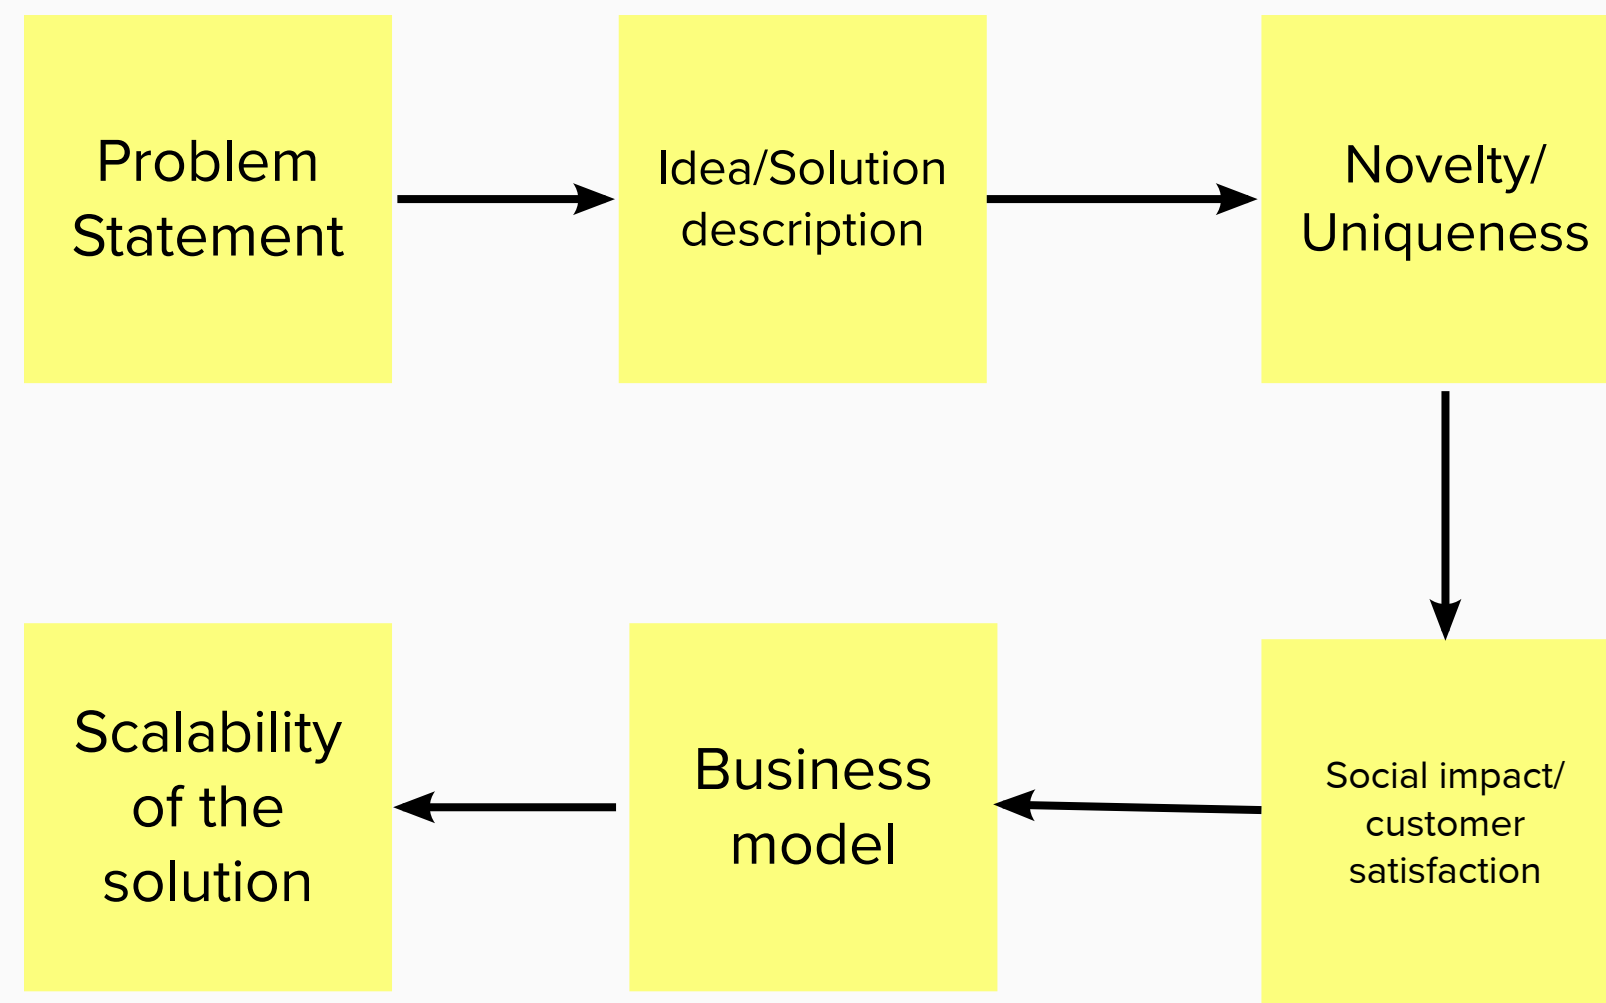 Problem
Statement
Idea/Solution
description
Novelty/
Uniqueness
Social impact/
customer
satisfaction
Business
model
Scalability
of the
solution